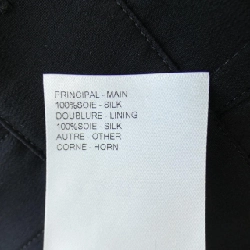 PRINCIPAL - MAIN
100%SOIE - SILK
DOUBLURE - LINING
100%SOIE - SILK
AUTRE - OTHER
CORNE - HORN